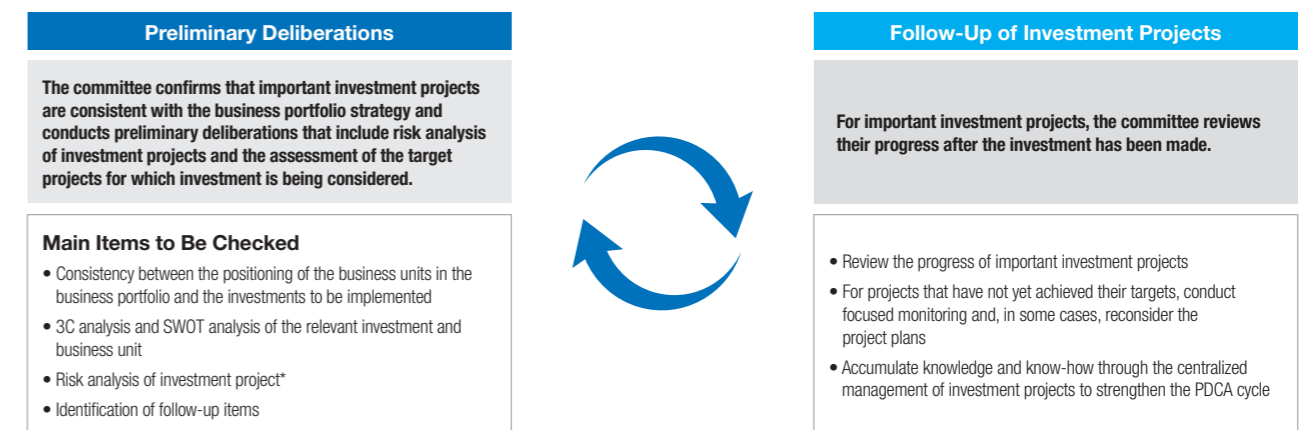 Preliminary Deliberations
The committee confirms that important investment projects
are consistent with the business portfolio strategy and
conducts preliminary deliberations that include risk analysis
of investment projects and the assessment of the target
projects for which investment is being considered.
Main Items to Be Checked
• Consistency between the positioning of the business units in the
business portfolio and the investments to be implemented
• 3C analysis and SWOT analysis of the relevant investment and
business unit
• Risk analysis of investment project*
• Identification of follow-up items
Follow-Up of Investment Projects
For important investment projects, the committee reviews
their progress after the investment has been made.
• Review the progress of important investment projects
• For projects that have not yet achieved their targets, conduct
focused monitoring and, in some cases, reconsider the
project plans
• Accumulate knowledge and know-how through the centralized
management of investment projects to strengthen the PDCA cycle